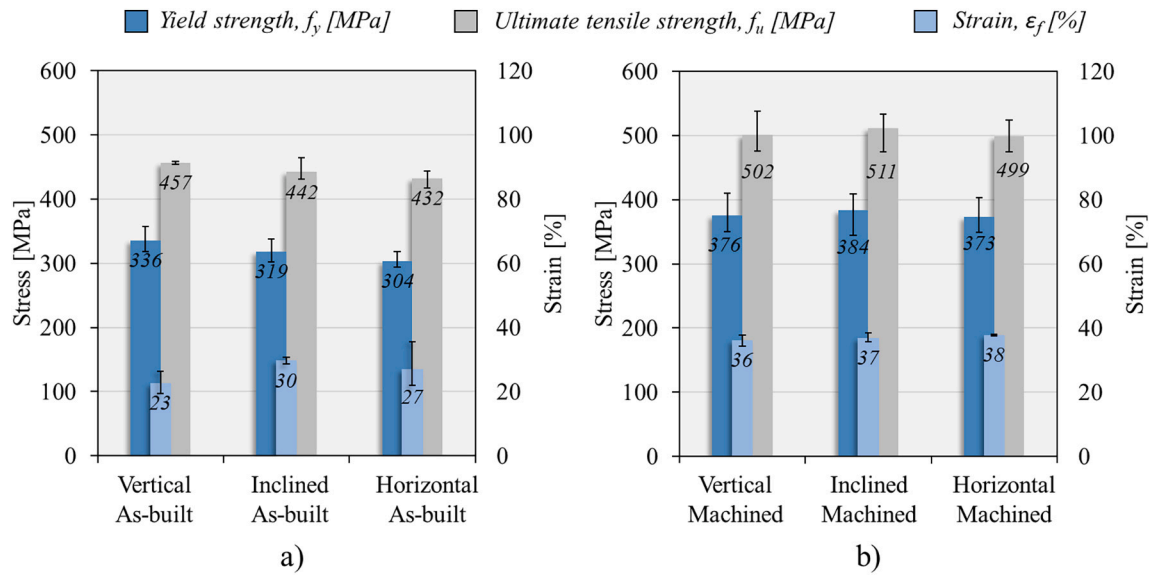 Yield strength, fy [MPa] Ultimate tensile strength, fu [MPa] Strain, εf [%]
600
500
400
300
200
100
0
Stress [MPa]
120
100
80
60
40
20
0
Strain [%]
336
457
23
319
442
30
304
432
27
Vertical
As-built
Inclined
As-built
Horizontal
As-built
a)
600
500
400
300
200
100
0
Stress [MPa]
120
100
80
60
40
20
0
Strain [%]
376
502
36
384
511
37
373
499
38
Vertical
Machined
Inclined
Machined
Horizontal
Machined
b)